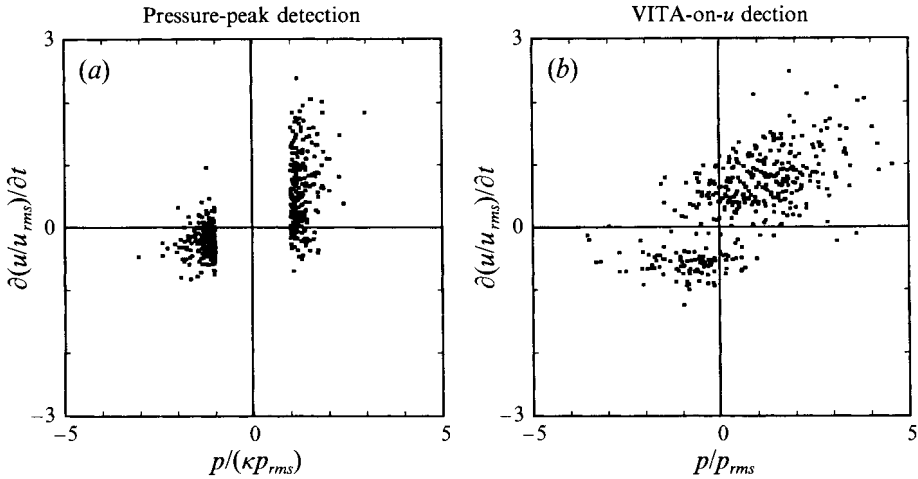 Pressure-peak detection
VITA-on-u dection
3
(a)
∂(u/u_rms)/∂t
0
−3
−5
0
5
p/(κp_rms)
3
(b)
∂(u/u_rms)/∂t
0
−3
−5
0
5
p/p_rms